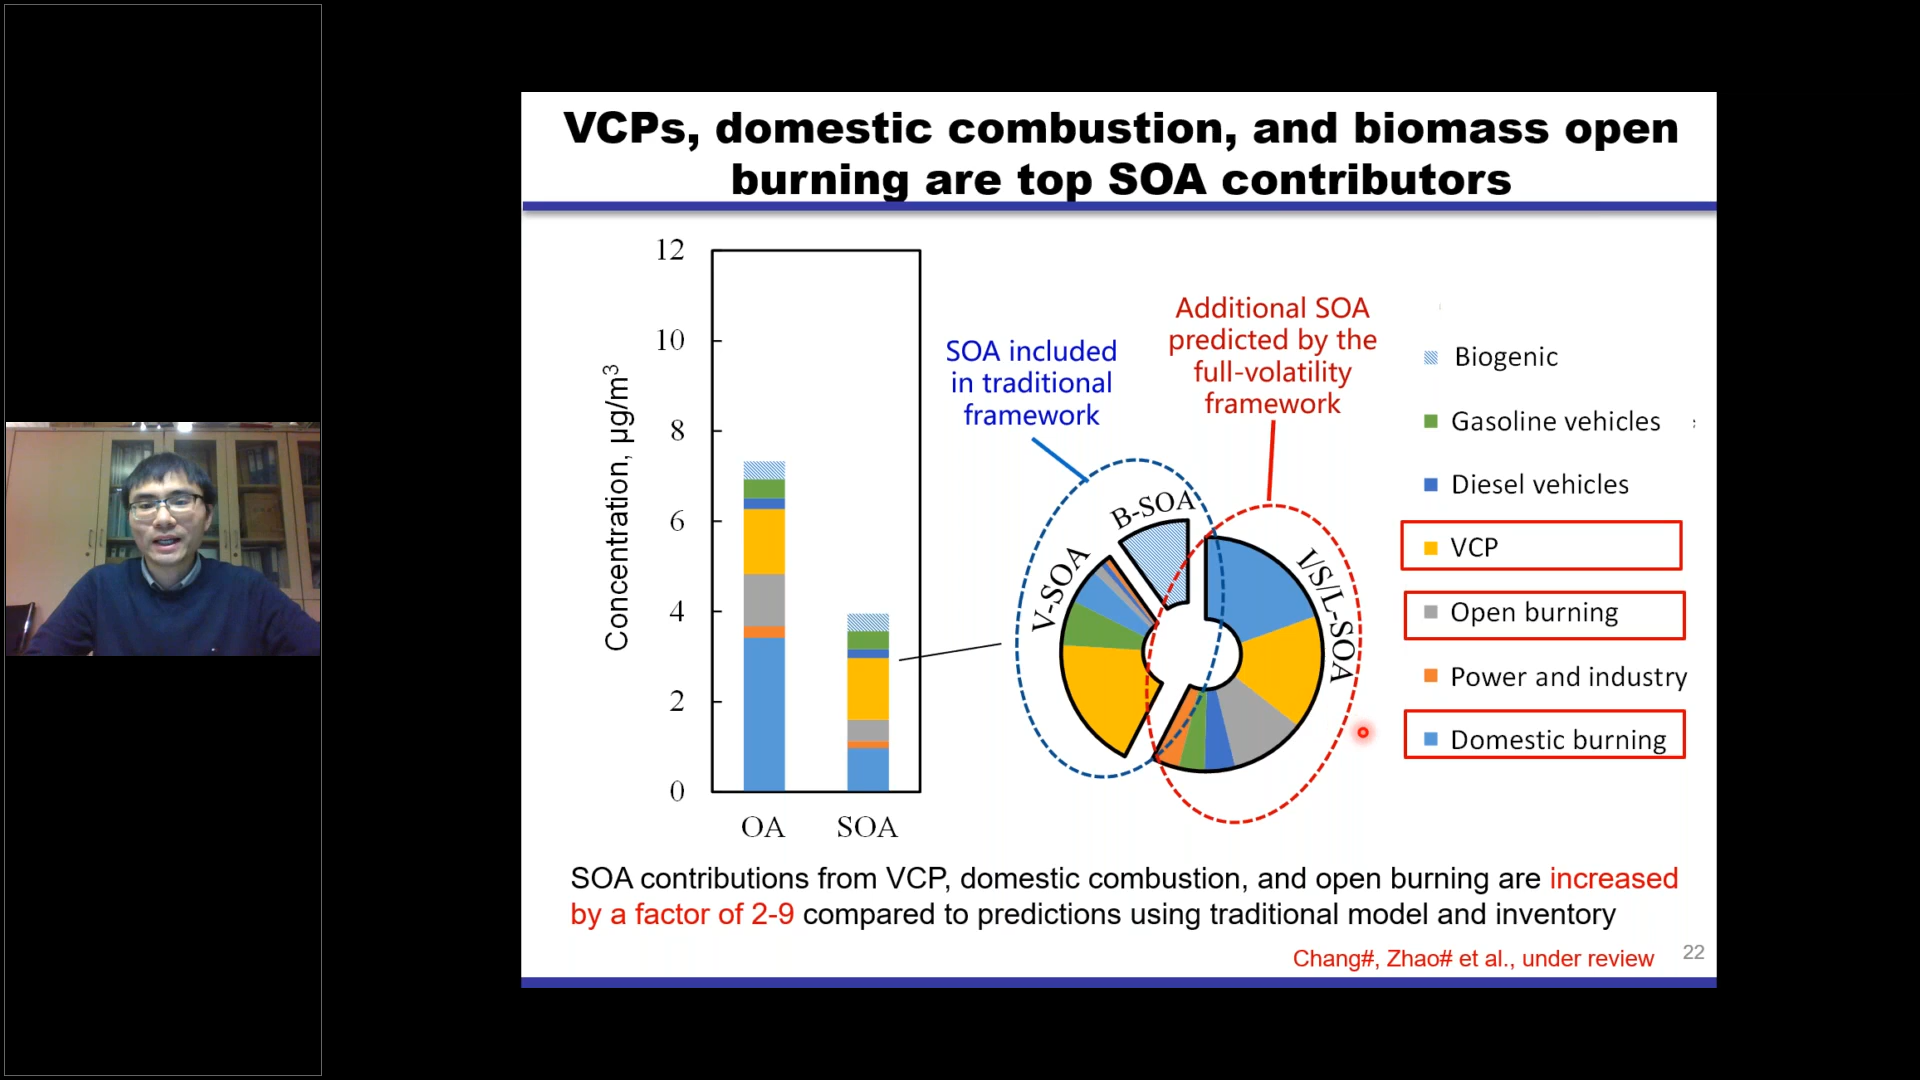 VCPs, domestic combustion, and biomass open
burning are top SOA contributors
12
10
8
6
4
2
0
Concentration, µg/m³
OA
SOA
SOA included
in traditional
framework
Additional SOA
predicted by the
full-volatility
framework
B-SOA
V-SOA
I/S/L-SOA
Biogenic
Gasoline vehicles
Diesel vehicles
VCP
Open burning
Power and industry
Domestic burning
SOA contributions from VCP, domestic combustion, and open burning are increased
by a factor of 2-9 compared to predictions using traditional model and inventory
Chang#, Zhao# et al., under review
22